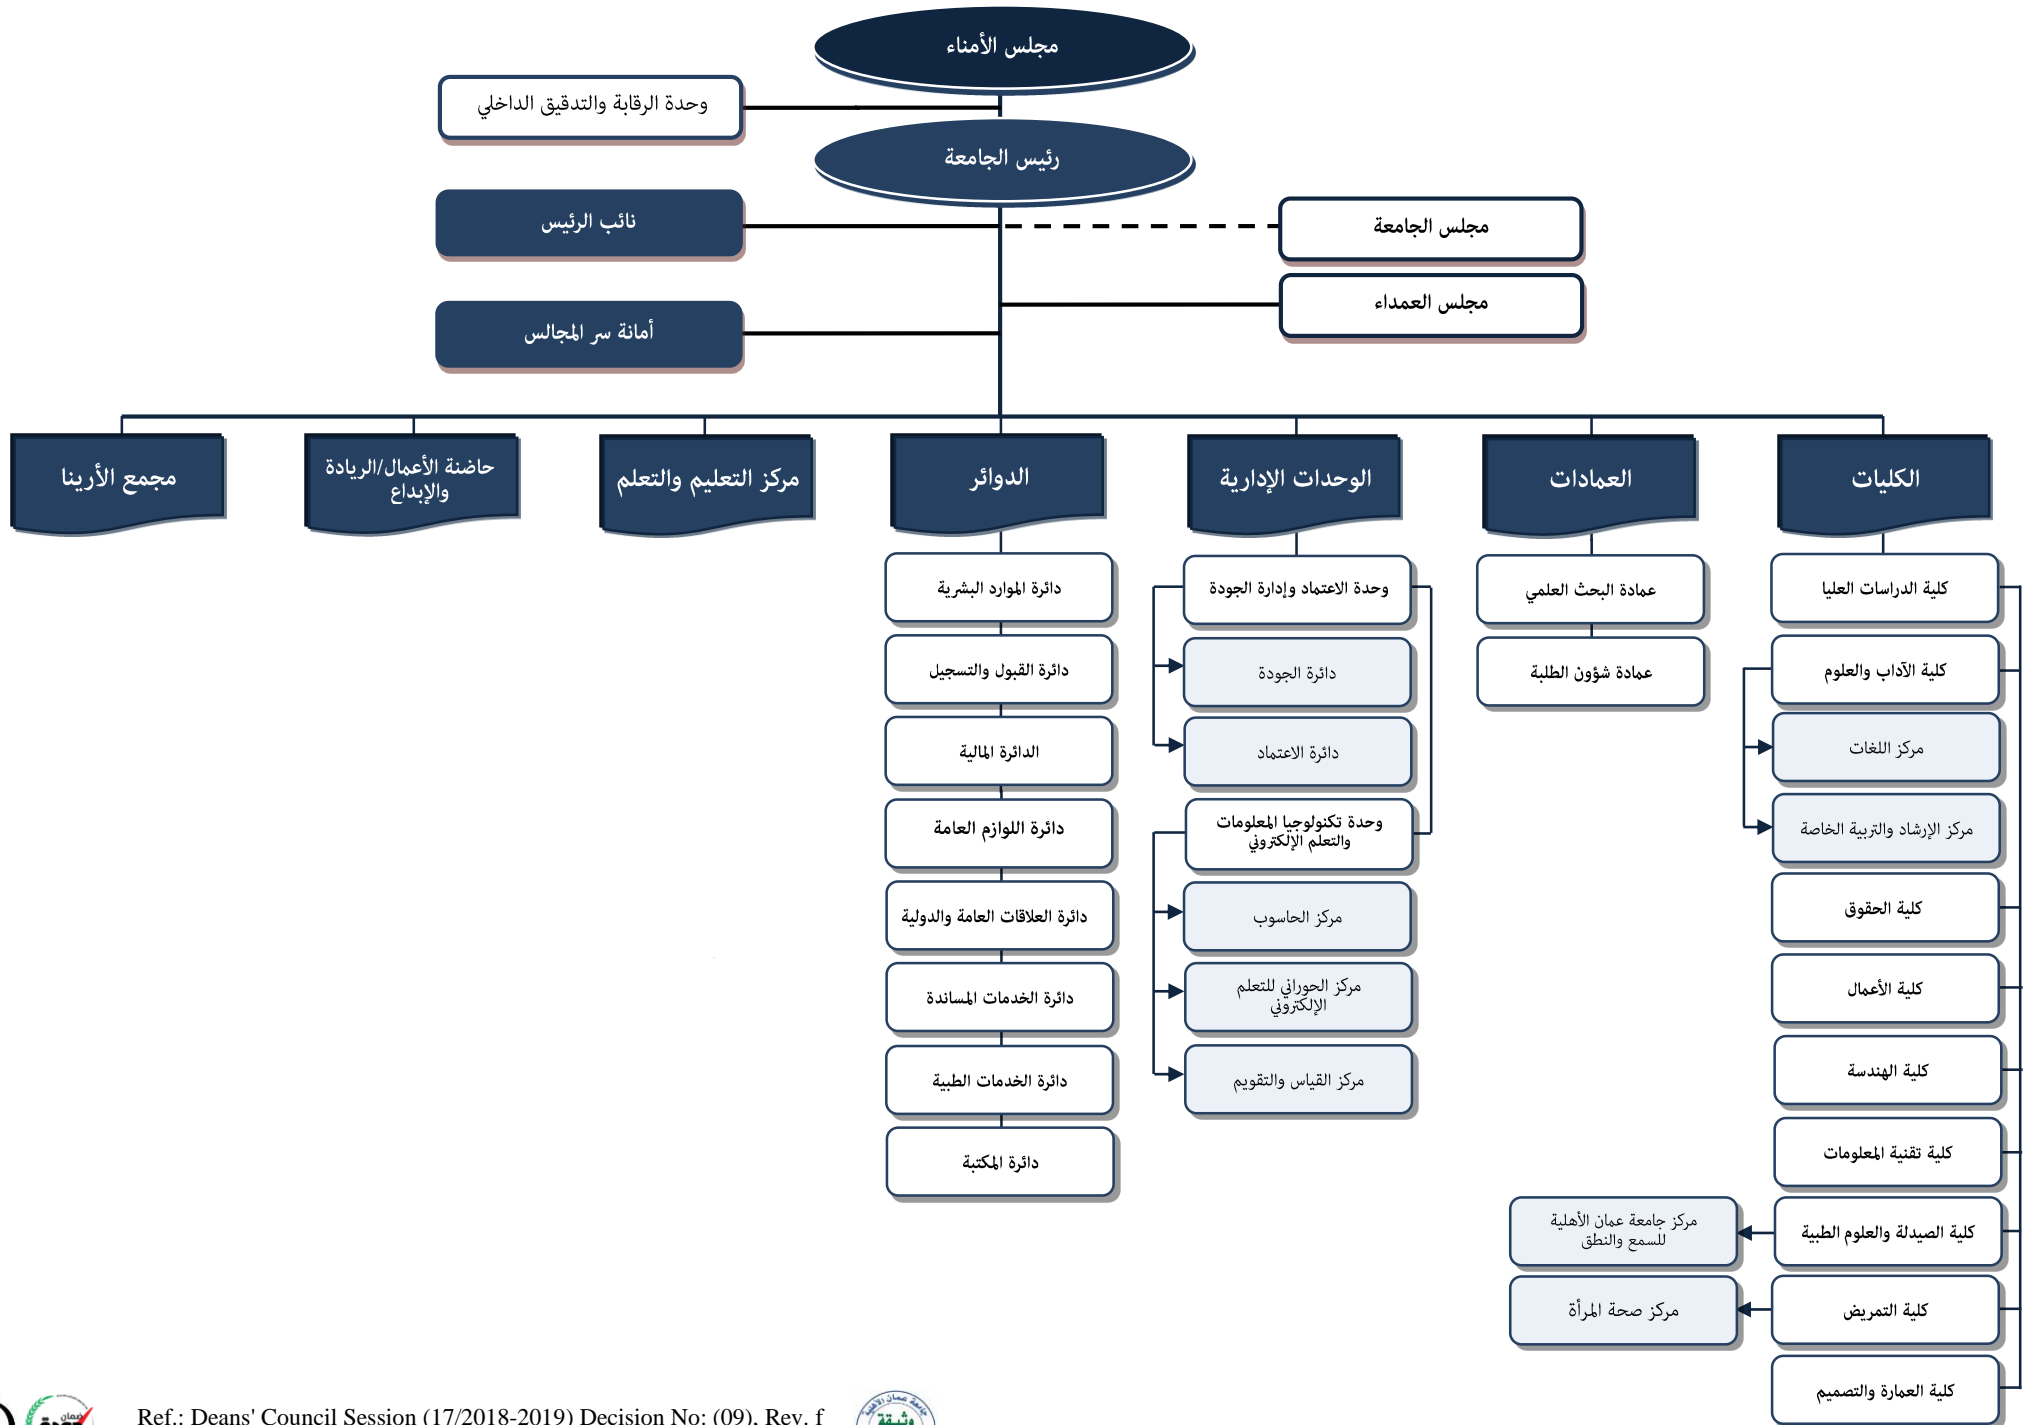 مجلس الأمناء
وحدة الرقابة والتدقيق الداخلي
رئيس الجامعة
نائب الرئيس
مجلس الجامعة
مجلس العمداء
أمانة سر المجالس
الكليات
العمادات
الوحدات الإدارية
الدوائر
مركز التعليم والتعلم
حاضنة الأعمال/الريادة
والإبداع
مجمع الأرينا
كلية الدراسات العليا
كلية الآداب والعلوم
مركز اللغات
مركز الإرشاد والتربية الخاصة
كلية الحقوق
كلية الأعمال
كلية الهندسة
كلية تقنية المعلومات
كلية الصيدلة والعلوم الطبية
مركز جامعة عمان الأهلية
للسمع والنطق
كلية التمريض
مركز صحة المرأة
كلية العمارة والتصميم
عمادة البحث العلمي
عمادة شؤون الطلبة
وحدة الاعتماد وإدارة الجودة
دائرة الجودة
دائرة الاعتماد
وحدة تكنولوجيا المعلومات
والتعلم الإلكتروني
مركز الحاسوب
مركز الحوراني للتعلم
الإلكتروني
مركز القياس والتقويم
دائرة الموارد البشرية
دائرة القبول والتسجيل
الدائرة المالية
دائرة اللوازم العامة
دائرة العلاقات العامة والدولية
دائرة الخدمات المساندة
دائرة الخدمات الطبية
دائرة المكتبة
Ref.: Deans' Council Session (17/2018-2019) Decision No: (09), Rev. f
ضمان
جامعة عمان الأهلية
وثيقة